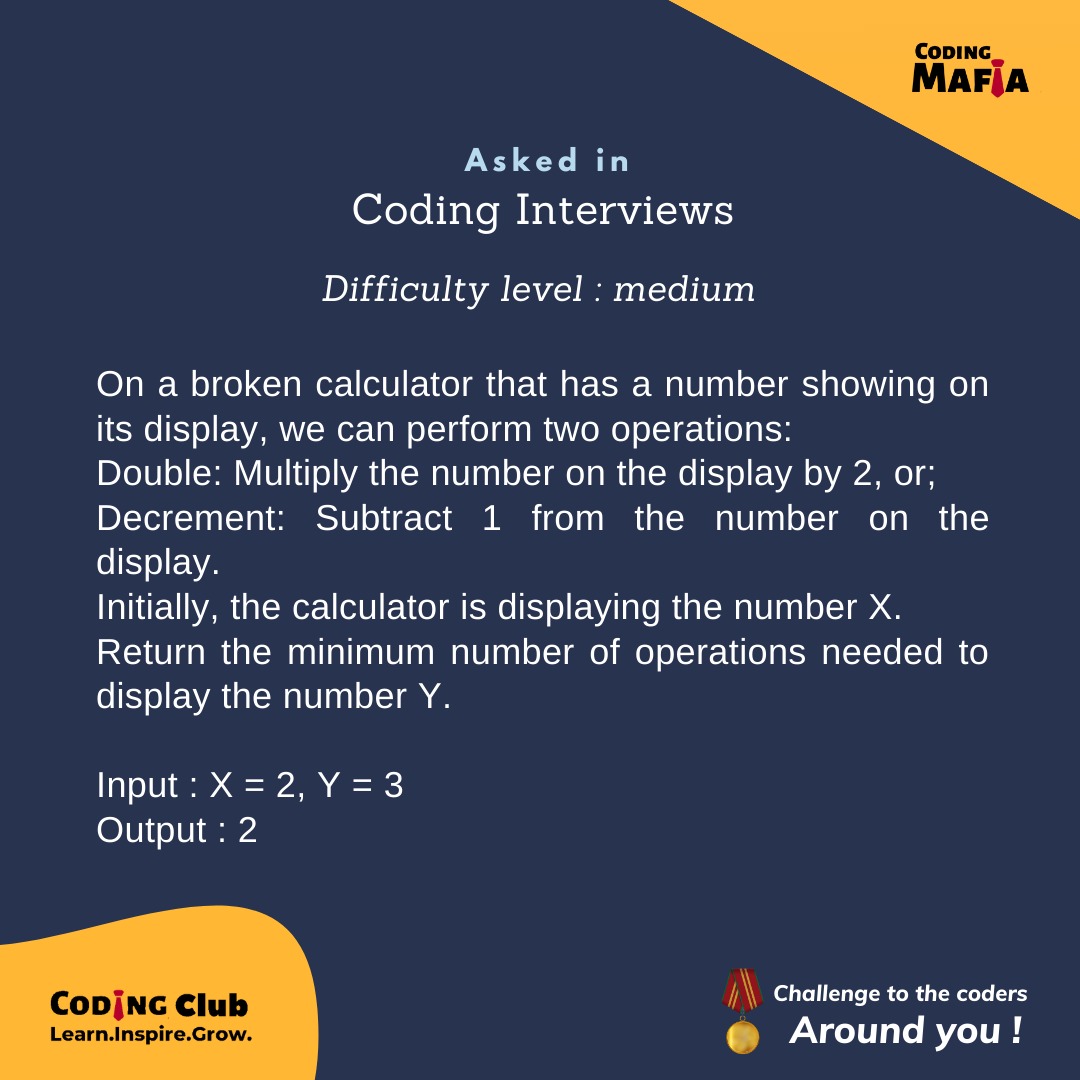 CODING
MAFIA
Asked in
Coding Interviews
Difficulty level : medium
On a broken calculator that has a number showing on
its display, we can perform two operations:
Double: Multiply the number on the display by 2, or;
Decrement: Subtract 1 from the number on the
display.
Initially, the calculator is displaying the number X.
Return the minimum number of operations needed to
display the number Y.
Input : X = 2, Y = 3
Output : 2
CODING Club
Learn.Inspire.Grow.
Challenge to the coders
Around you !